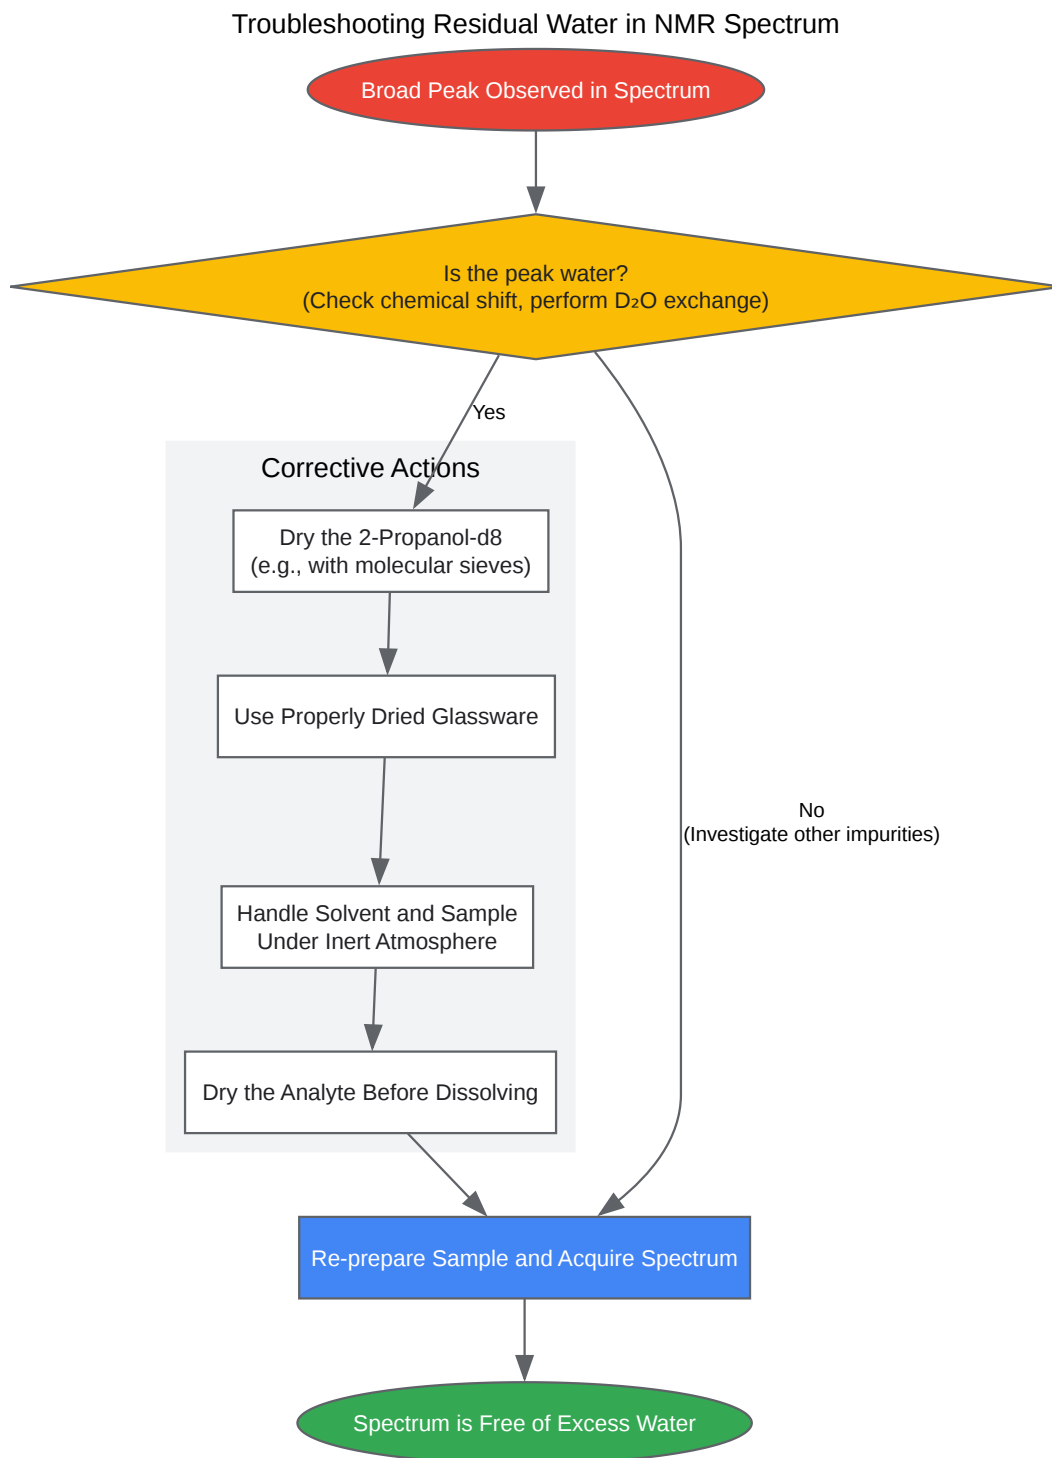 Troubleshooting Residual Water in NMR Spectrum
Broad Peak Observed in Spectrum
Is the peak water?
(Check chemical shift, perform D₂O exchange)
Yes
Corrective Actions
Dry the 2-Propanol-d8
(e.g., with molecular sieves)
Use Properly Dried Glassware
No
(Investigate other impurities)
Handle Solvent and Sample
Under Inert Atmosphere
Dry the Analyte Before Dissolving
Re-prepare Sample and Acquire Spectrum
Spectrum is Free of Excess Water